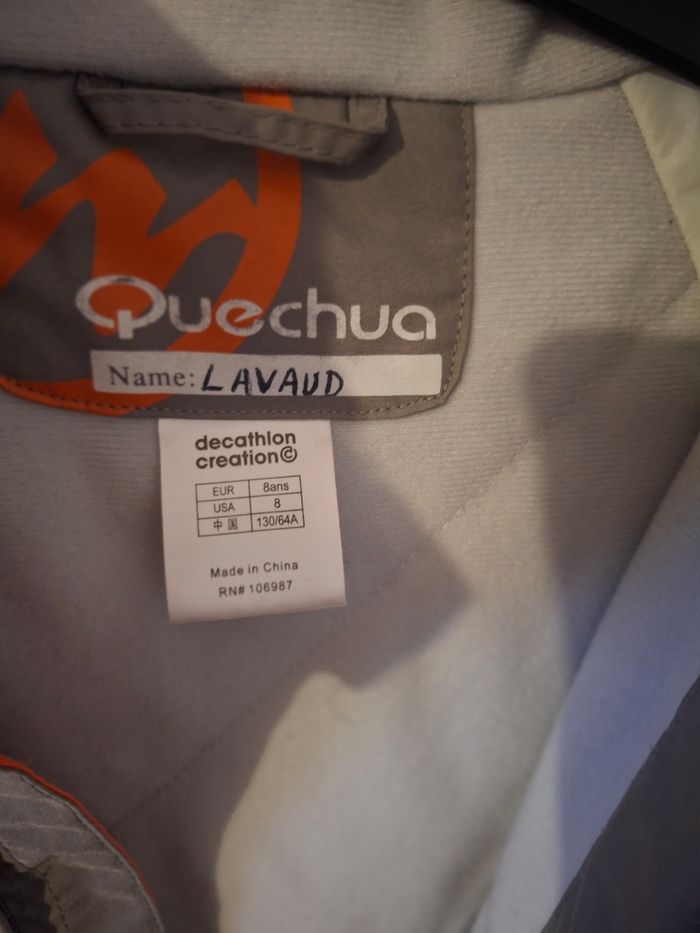 Quechua
Name: LAVAUD
decathlon
creation©
EUR 8ans
USA 8
中国 130/64A
Made in China
RN# 106987